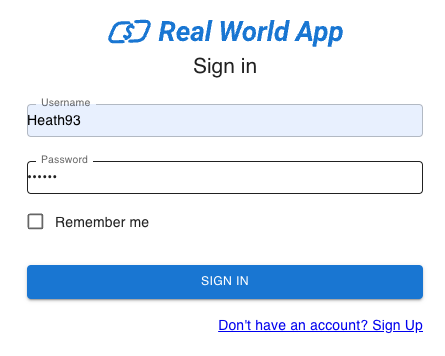 Real World App
Sign in
Username
Heath93
Password
••••••
Remember me
SIGN IN
Don't have an account? Sign Up